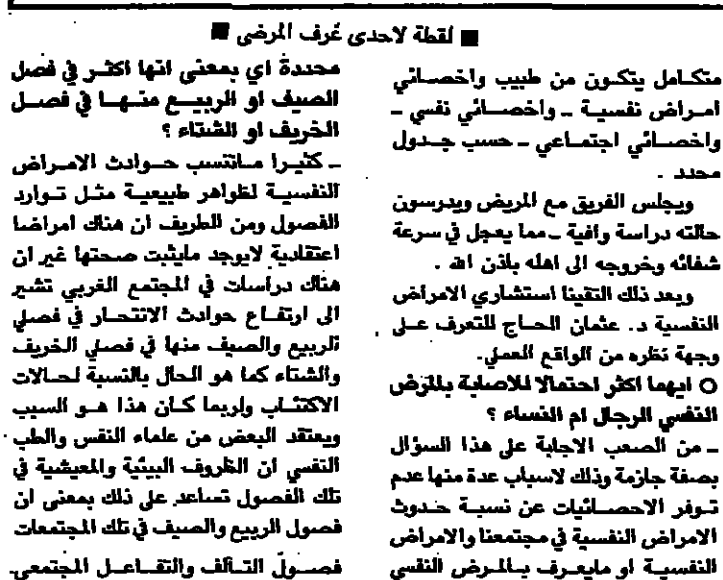 ■ لقطة لاحدى غرف المرضى ■
متكامل يتكون من طبيب واخصائي
امراض نفسية - واخصائي نفسي -
واخصائي اجتماعي - حسب جدول
محدد .
ويجلس الفريق مع المريض ويدرسون
حالته دراسة وافية - مما يعجل في سرعة
شفائه وخروجه الى اهله باذن الله .
وبعد ذلك التقينا استشاري الامراض
النفسية د. عثمان الحاج للتعرف على
وجهة نظره من الواقع العملي.
○ ايهما اكثر احتمالا للاصابة بالمرض
النفسي الرجال ام النساء ؟
- من الصعب الاجابة على هذا السؤال
بصفة جازمة وذلك لاسباب عدة منها عدم
توفر الاحصائيات عن نسبة حدوث
الامراض النفسية في مجتمعنا والامراض
النفسية او مايعرف بالمرض النفسي
محددة اي بمعنى انها اكثر في فصل
الصيف او الربيع منها في فصل
الخريف او الشتاء ؟
- كثيرا ماتنسب حوادث الامراض
النفسية لظواهر طبيعية مثل توارد
الفصول ومن الطريف ان هناك امراضا
اعتقادية لايوجد مايثبت صحتها غير ان
هناك دراسات في المجتمع الغربي تشير
الى ارتفاع حوادث الانتحار في فصلي
الربيع والصيف منها في فصلي الخريف
والشتاء كما هو الحال بالنسبة لحالات
الاكتئاب ولربما كان هذا هو السبب
ويعتقد البعض من علماء النفس والطب
النفسي ان الظروف البيئية والمعيشية في
تلك الفصول تساعد على ذلك بمعنى ان
فصول الربيع والصيف في تلك المجتمعات
فصول التآلف والتفاعل المجتمعي.